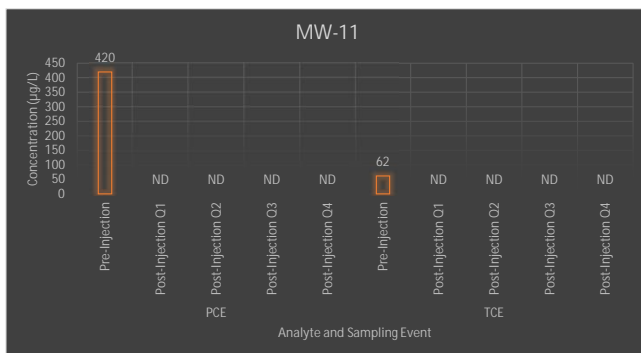 MW-11
420
450
400
350
300
250
200
150
100
50
0
Concentration (µg/L)
62
ND ND ND ND ND ND ND ND
Pre-Injection
Post-Injection Q1
Post-Injection Q2
Post-Injection Q3
Post-Injection Q4
Pre-Injection
Post-Injection Q1
Post-Injection Q2
Post-Injection Q3
Post-Injection Q4
PCE TCE
Analyte and Sampling Event